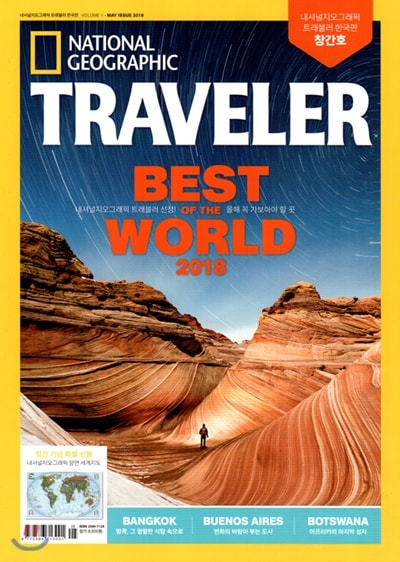 내셔널지오그래픽 트래블러 한국판 VOLUME 1 • MAY ISSUE 2018
내셔널지오그래픽
트래블러 한국판
창간호
NATIONAL
GEOGRAPHIC
TRAVELER
BEST
내셔널지오그래픽 트래블러 선정! OF THE 올해 꼭 가보아야 할 곳
WORLD
2018
창간 기념 특별 선물
내셔널지오그래픽 양면 세계지도
BANGKOK
방콕, 그 열렬한 식탐 속으로
BUENOS AIRES
변화의 바람이 부는 도시
BOTSWANA
아프리카의 마지막 성지